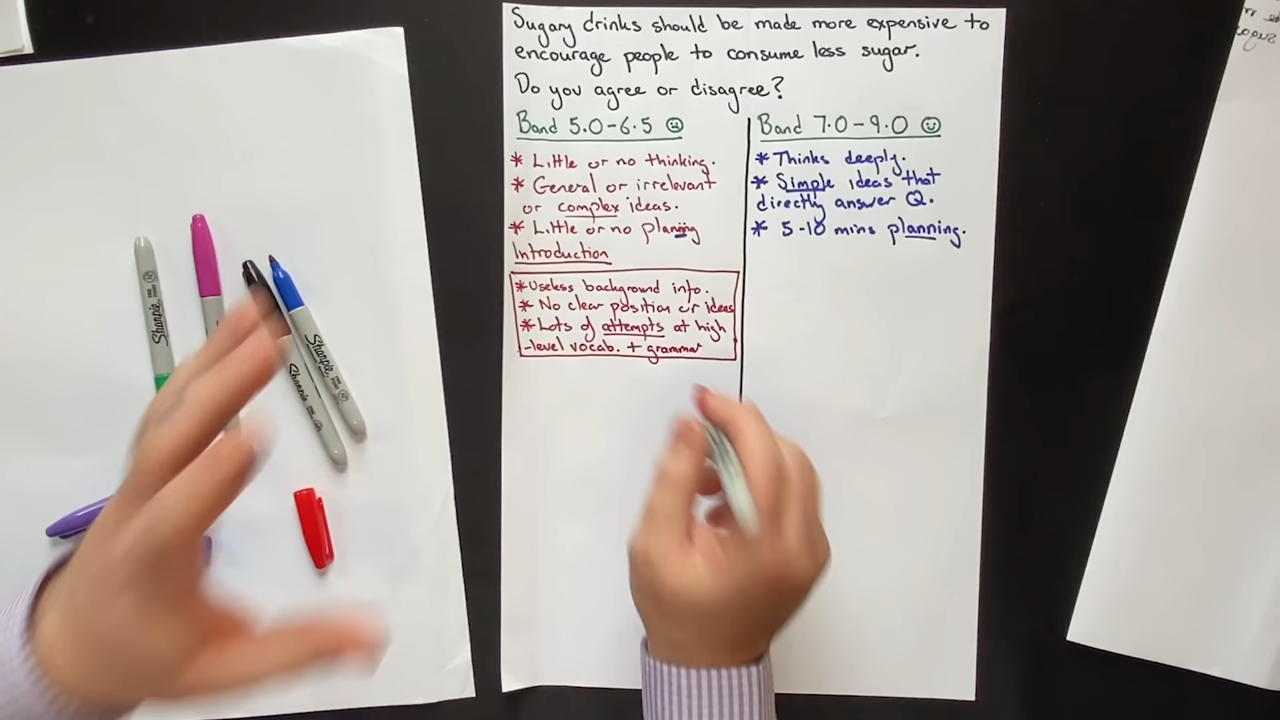 Sugary drinks should be made more expensive to
encourage people to consume less sugar.
Do you agree or disagree?
Band 5.0-6.5
* Little or no thinking.
* General or irrelevant
or complex ideas.
* Little or no planing
Introduction
*Useless background info.
* No clear position or ideas
*Lots of attempts at high
-level vocab. + grammar
Band 7.0-9.0
* Thinks deeply.
* Simple ideas that
directly answer Q.
* 5-10 mins planning.
Sharpie
Sharpie
Sharpie